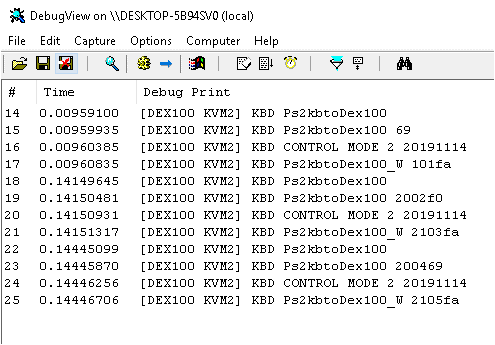 DebugView on \\DESKTOP-5B94SV0 (local)
File Edit Capture Options Computer Help
# Time Debug Print
14 0.00959100 [DEX100 KVM2] KBD Ps2kbtoDex100
15 0.00959935 [DEX100 KVM2] KBD Ps2kbtoDex100 69
16 0.00960385 [DEX100 KVM2] KBD CONTROL MODE 2 20191114
17 0.00960835 [DEX100 KVM2] KBD Ps2kbtoDex100_W 101fa
18 0.14149645 [DEX100 KVM2] KBD Ps2kbtoDex100
19 0.14150481 [DEX100 KVM2] KBD Ps2kbtoDex100 2002f0
20 0.14150931 [DEX100 KVM2] KBD CONTROL MODE 2 20191114
21 0.14151317 [DEX100 KVM2] KBD Ps2kbtoDex100_W 2103fa
22 0.14445099 [DEX100 KVM2] KBD Ps2kbtoDex100
23 0.14445870 [DEX100 KVM2] KBD Ps2kbtoDex100 200469
24 0.14446256 [DEX100 KVM2] KBD CONTROL MODE 2 20191114
25 0.14446706 [DEX100 KVM2] KBD Ps2kbtoDex100_W 2105fa